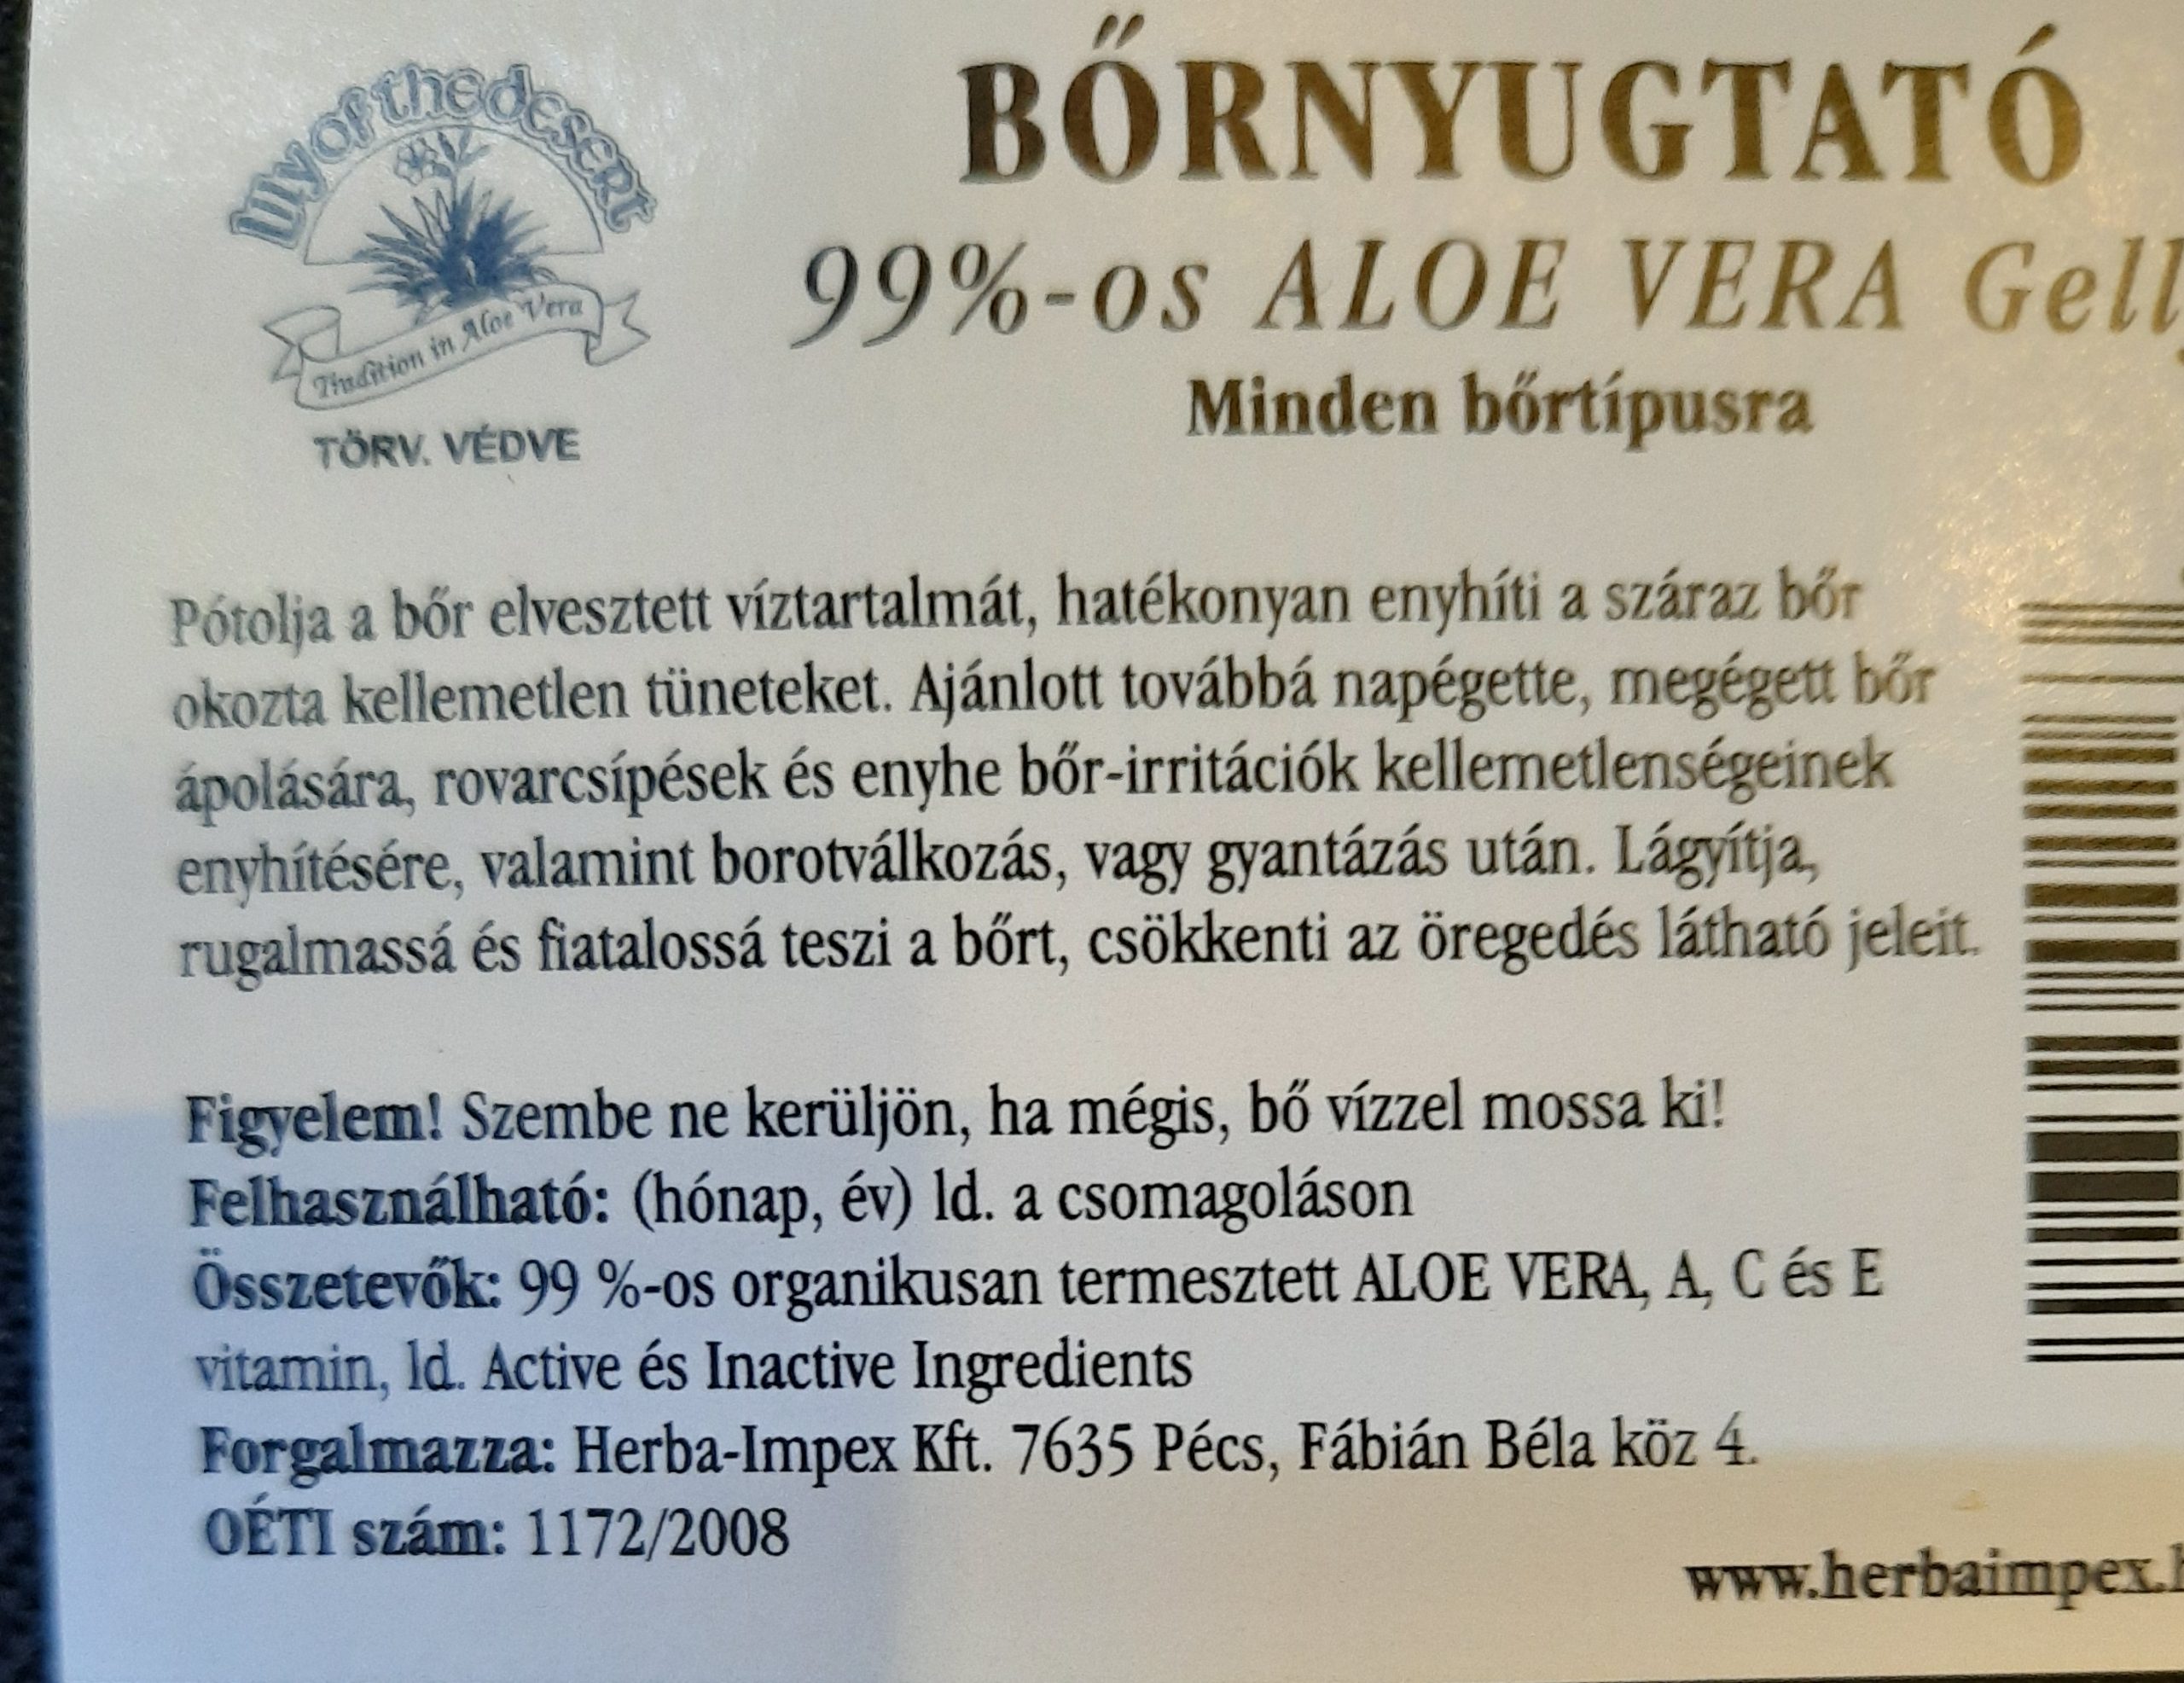 Lily of the desert
Tradition in Aloe Vera
TÖRV. VÉDVE
BŐRNYUGTATÓ
99%-os ALOE VERA Gelly
Minden bőrtípusra
Pótolja a bőr elvesztett víztartalmát, hatékonyan enyhíti a száraz bőr
okozta kellemetlen tüneteket. Ajánlott továbbá napégette, megégett bőr
ápolására, rovarcsípések és enyhe bőr-irritációk kellemetlenségeinek
enyhítésére, valamint borotválkozás, vagy gyantázás után. Lágyítja,
rugalmassá és fiatalossá teszi a bőrt, csökkenti az öregedés látható jeleit.
Figyelem! Szembe ne kerüljön, ha mégis, bő vízzel mossa ki!
Felhasználható: (hónap, év) ld. a csomagoláson
Összetevők: 99 %-os organikusan termesztett ALOE VERA, A, C és E
vitamin, ld. Active és Inactive Ingredients
Forgalmazza: Herba-Impex Kft. 7635 Pécs, Fábián Béla köz 4.
OÉTI szám: 1172/2008
www.herbaimpex.h